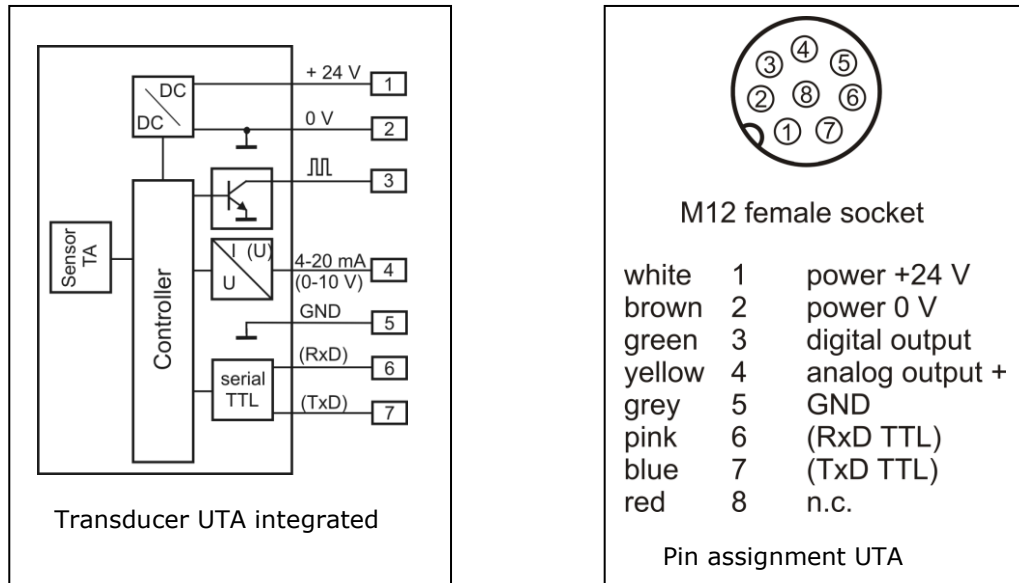 + 24 V
1
DC
DC
0 V
2
3
Sensor
TA
Controller
I (U)
U
4-20 mA
(0-10 V)
4
GND
5
(RxD)
6
serial
TTL
(TxD)
7
Transducer UTA integrated
4
3
5
2
8
6
1
7
M12 female socket
white 1 power +24 V
brown 2 power 0 V
green 3 digital output
yellow 4 analog output +
grey 5 GND
pink 6 (RxD TTL)
blue 7 (TxD TTL)
red 8 n.c.
Pin assignment UTA